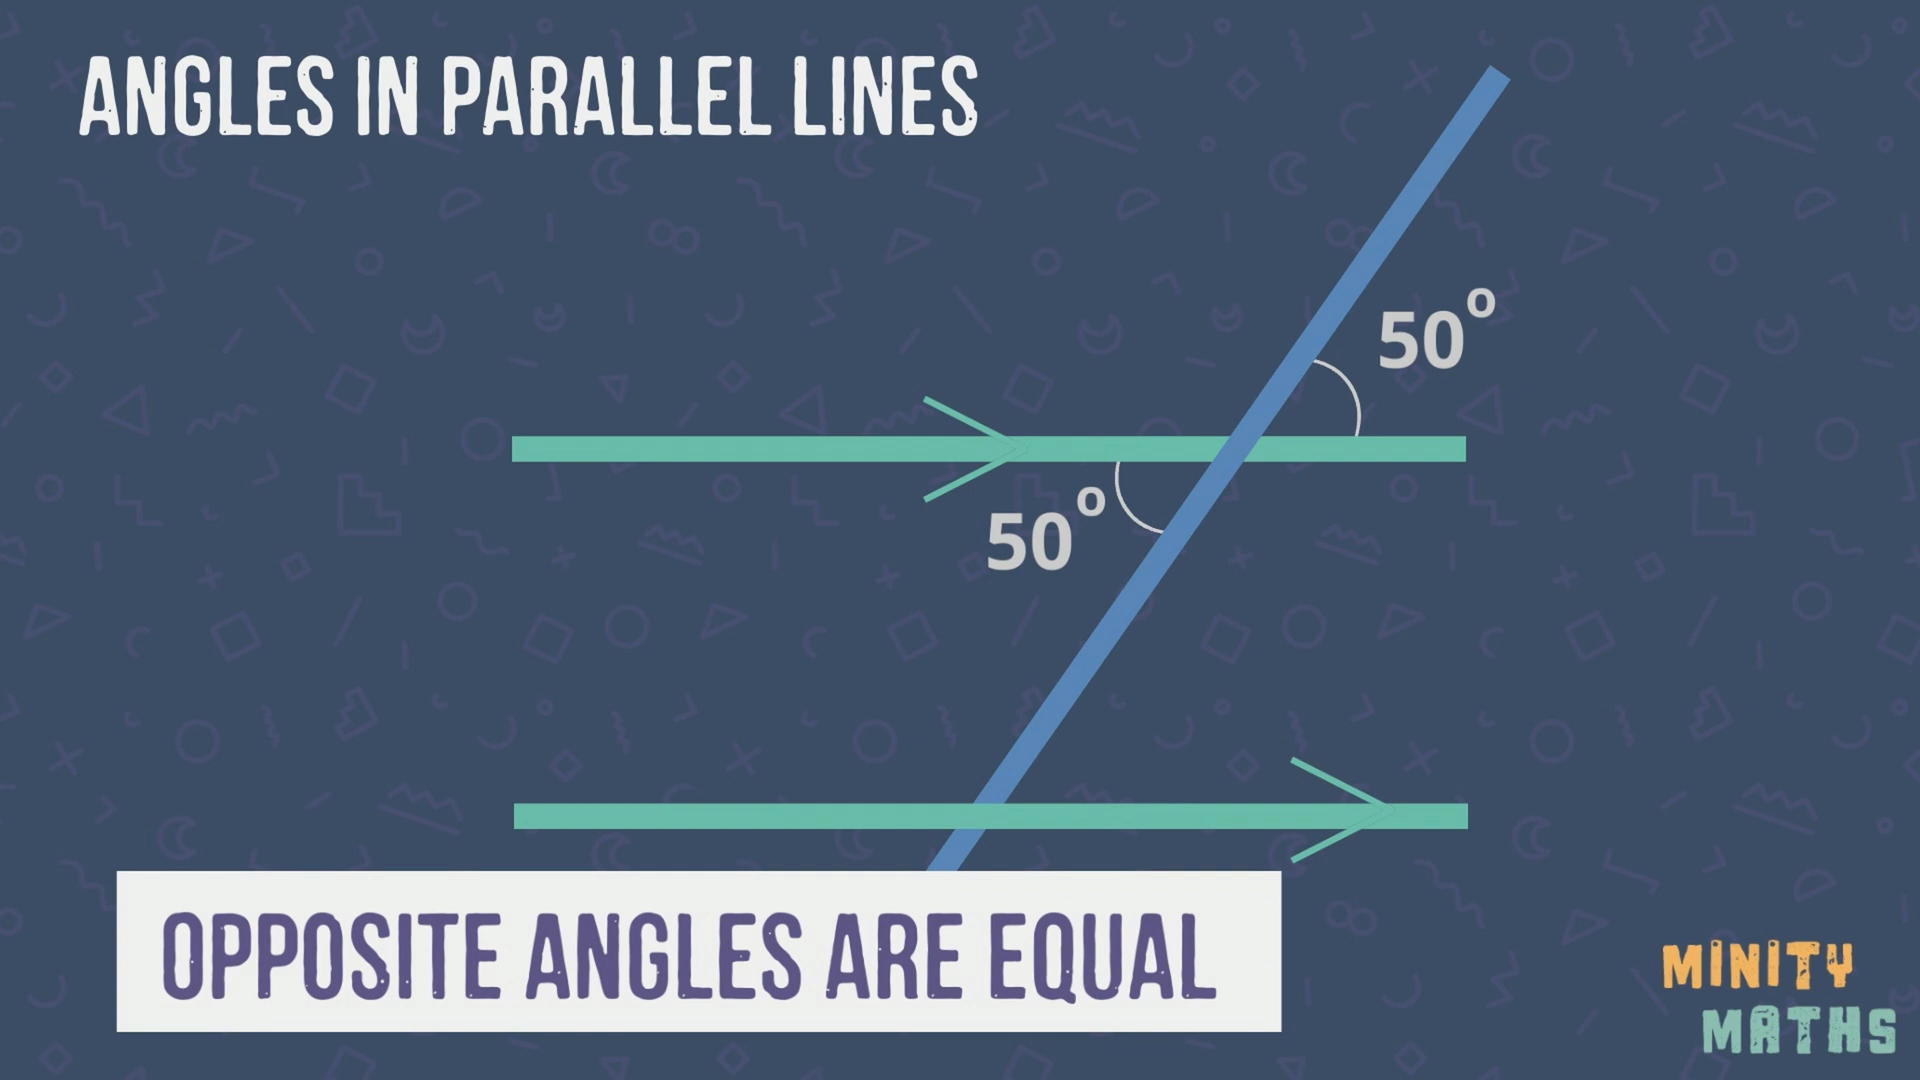 ANGLES IN PARALLEL LINES
50°
50°
OPPOSITE ANGLES ARE EQUAL
MINITY
MATHS